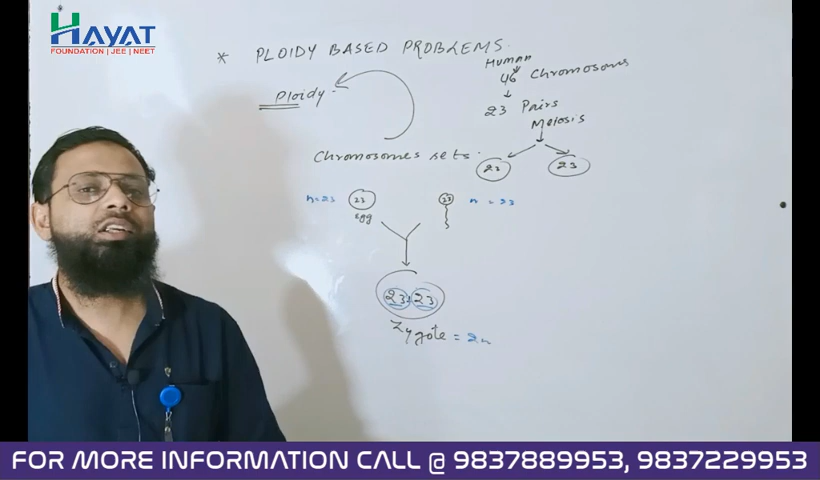 HAYAT
FOUNDATION | JEE | NEET
* PLOIDY BASED PROBLEMS.
Human
46 Chromosoms
23 Pairs
Meiosis
23 23
Ploidy.
Chromosomes sets.
n=23 23 23 n = 23
egg
23+23
Zygote = 2n
FOR MORE INFORMATION CALL @ 9837889953, 9837229953